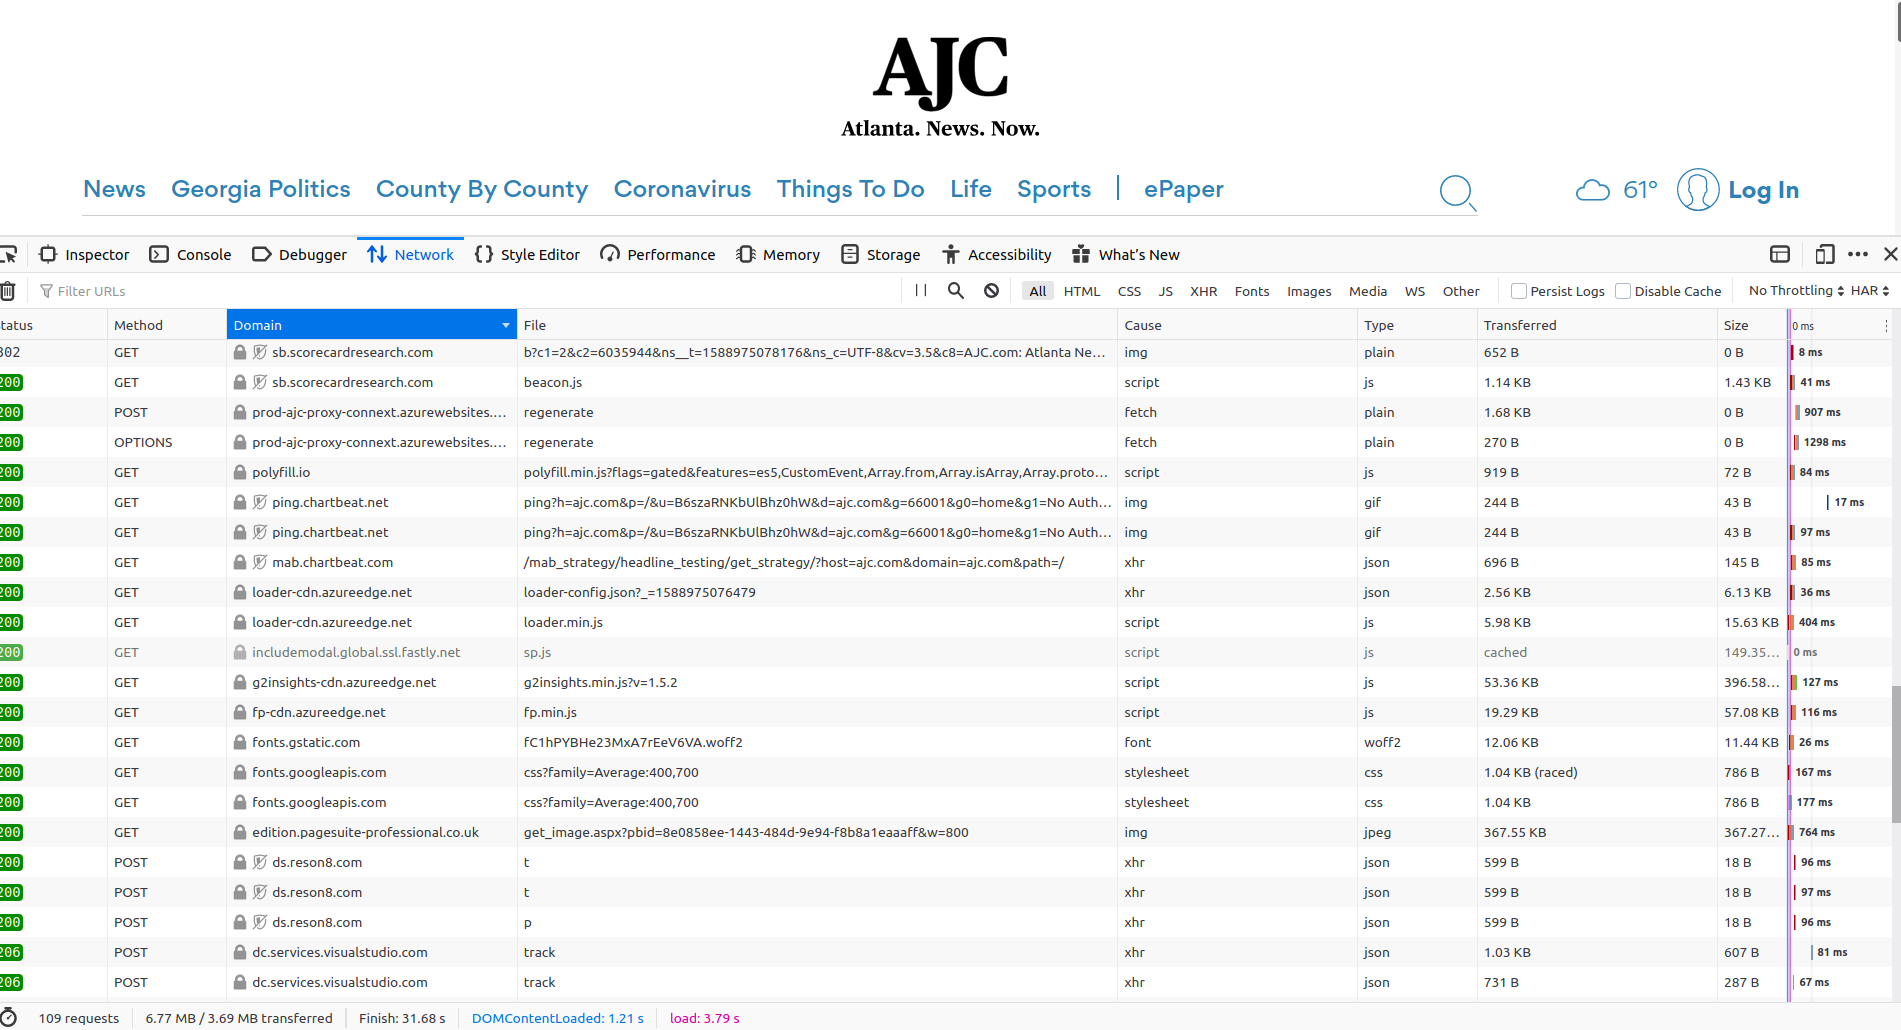 AJC
Atlanta. News. Now.
News Georgia Politics County By County Coronavirus Things To Do Life Sports | ePaper 61° Log In
Inspector Console Debugger Network Style Editor Performance Memory Storage Accessibility What's New
Filter URLs All HTML CSS JS XHR Fonts Images Media WS Other Persist Logs Disable Cache No Throttling HAR
tatus Method Domain File Cause Type Transferred Size 0 ms
302 GET sb.scorecardresearch.com b?c1=2&c2=6035944&ns__t=1588975078176&ns_c=UTF-8&cv=3.5&c8=AJC.com: Atlanta Ne... img plain 652 B 0 B 8 ms
200 GET sb.scorecardresearch.com beacon.js script js 1.14 KB 1.43 KB 41 ms
200 POST prod-ajc-proxy-connext.azurewebsites.... regenerate fetch plain 1.68 KB 0 B 907 ms
200 OPTIONS prod-ajc-proxy-connext.azurewebsites.... regenerate fetch plain 270 B 0 B 1298 ms
200 GET polyfill.io polyfill.min.js?flags=gated&features=es5,CustomEvent,Array.from,Array.isArray,Array.proto... script js 919 B 72 B 84 ms
200 GET ping.chartbeat.net ping?h=ajc.com&p=/&u=B6szaRNKbUlBhz0hW&d=ajc.com&g=66001&g0=home&g1=No Auth... img gif 244 B 43 B 17 ms
200 GET ping.chartbeat.net ping?h=ajc.com&p=/&u=B6szaRNKbUlBhz0hW&d=ajc.com&g=66001&g0=home&g1=No Auth... img gif 244 B 43 B 97 ms
200 GET mab.chartbeat.com /mab_strategy/headline_testing/get_strategy/?host=ajc.com&domain=ajc.com&path=/ xhr json 696 B 145 B 85 ms
200 GET loader-cdn.azureedge.net loader-config.json?_=1588975076479 xhr json 2.56 KB 6.13 KB 36 ms
200 GET loader-cdn.azureedge.net loader.min.js script js 5.98 KB 15.63 KB 404 ms
200 GET includemodal.global.ssl.fastly.net sp.js script js cached 149.35... 0 ms
200 GET g2insights-cdn.azureedge.net g2insights.min.js?v=1.5.2 script js 53.36 KB 396.58... 127 ms
200 GET fp-cdn.azureedge.net fp.min.js script js 19.29 KB 57.08 KB 116 ms
200 GET fonts.gstatic.com fC1hPYBHe23MxA7rEeV6VA.woff2 font woff2 12.06 KB 11.44 KB 26 ms
200 GET fonts.googleapis.com css?family=Average:400,700 stylesheet css 1.04 KB (raced) 786 B 167 ms
200 GET fonts.googleapis.com css?family=Average:400,700 stylesheet css 1.04 KB 786 B 177 ms
200 GET edition.pagesuite-professional.co.uk get_image.aspx?pbid=8e0858ee-1443-484d-9e94-f8b8a1eaaaff&w=800 img jpeg 367.55 KB 367.27... 764 ms
200 POST ds.reson8.com t xhr json 599 B 18 B 96 ms
200 POST ds.reson8.com t xhr json 599 B 18 B 97 ms
200 POST ds.reson8.com p xhr json 599 B 18 B 96 ms
206 POST dc.services.visualstudio.com track xhr json 1.03 KB 607 B 81 ms
206 POST dc.services.visualstudio.com track xhr json 731 B 287 B 67 ms
109 requests 6.77 MB / 3.69 MB transferred Finish: 31.68 s DOMContentLoaded: 1.21 s load: 3.79 s